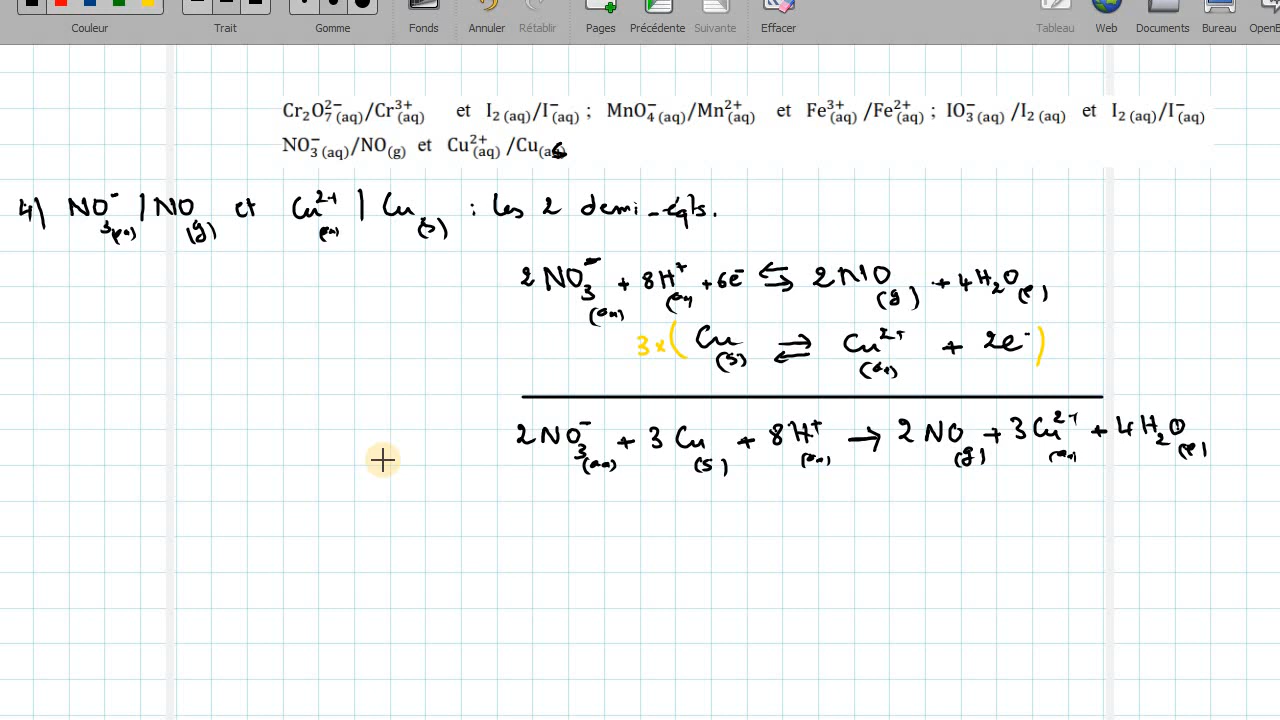 Couleur Trait Gomme Fonds Annuler Rétablir Pages Précédente Suivante Effacer Tableau Web Documents Bureau OpenE
Cr₂O₇²⁻(aq)/Cr³⁺(aq) et I₂ (aq)/I⁻(aq) ; MnO₄⁻(aq)/Mn²⁺(aq) et Fe³⁺(aq) /Fe²⁺(aq) ; IO₃⁻(aq) /I₂ (aq) et I₂ (aq)/I⁻(aq)
NO₃⁻(aq)/NO(g) et Cu²⁺(aq) /Cu(s)
4) NO₃⁻(aq) | NO(g) et Cu²⁺(aq) | Cu(s) : les 2 demi-éqts.
2 NO₃⁻(aq) + 8H⁺(aq) + 6e⁻ ⇆ 2 NO(g) + 4H₂O(l)
3 × ( Cu(s) ⇌ Cu²⁺(aq) + 2e⁻ )
2 NO₃⁻(aq) + 3 Cu(s) + 8 H⁺(aq) → 2 NO(g) + 3 Cu²⁺(aq) + 4 H₂O(l)